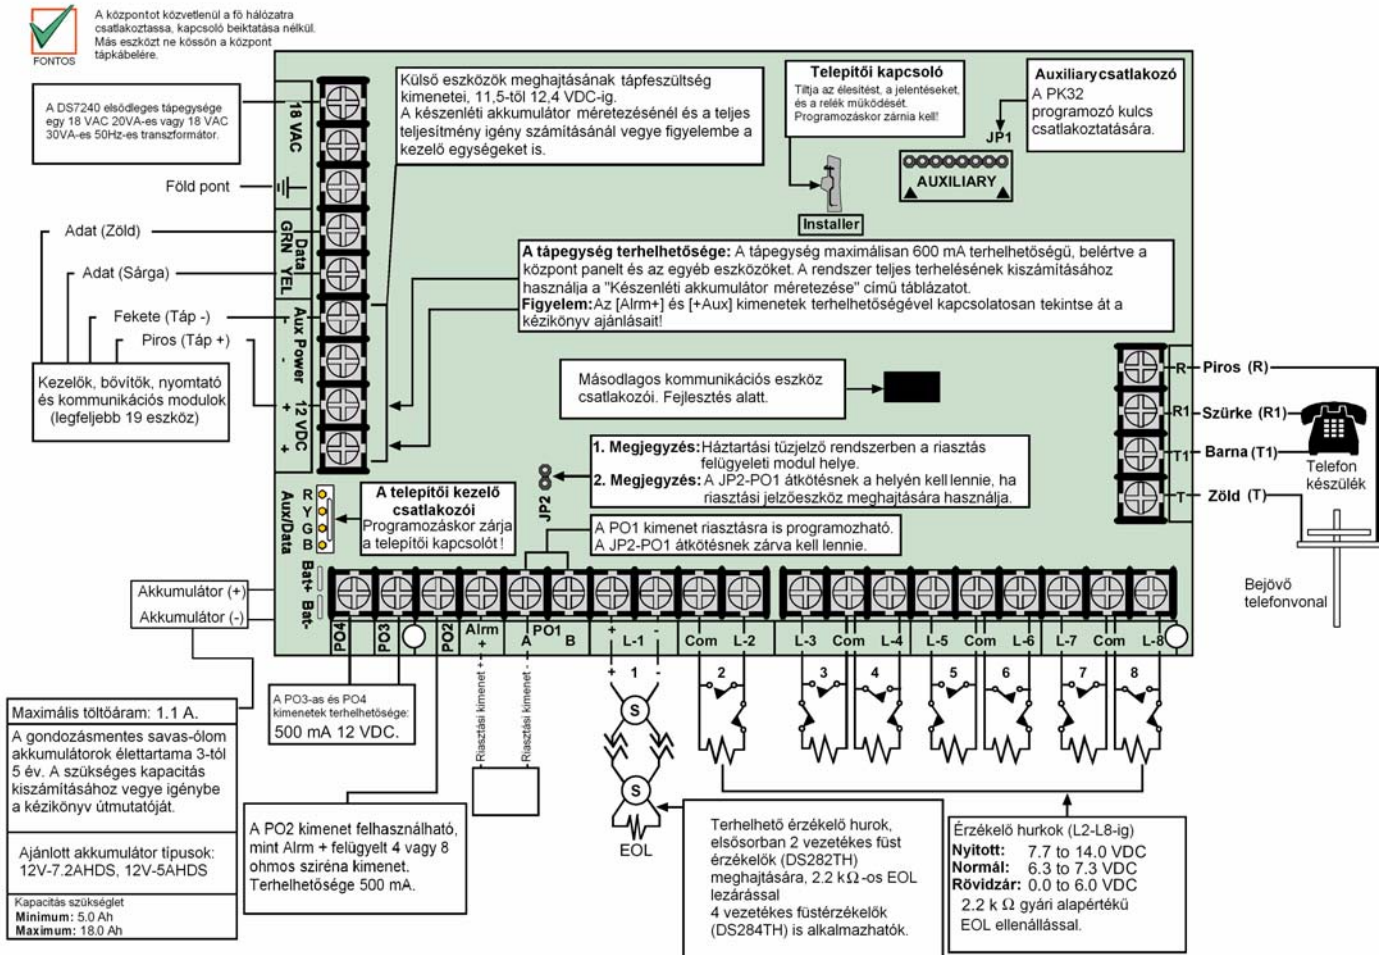 A központot közvetlenül a fő hálózatra
csatlakoztassa, kapcsoló beiktatása nélkül.
Más eszközt ne kössön a központ
tápkábelére.
FONTOS
A DS7240 elsődleges tápegysége
egy 18 VAC 20VA-es vagy 18 VAC
30VA-es 50Hz-es transzformátor.
Föld pont
Adat (Zöld)
Adat (Sárga)
Fekete (Táp -)
Piros (Táp +)
Kezelők, bővítők, nyomtató
és kommunikációs modulok
(legfeljebb 19 eszköz)
18 VAC
Data
GRN YEL
Aux Power
-
-
12 VDC
+
+
Külső eszközök meghajtásának tápfeszültség
kimenetei, 11,5-től 12,4 VDC-ig.
A készenléti akkumulátor méretezésénél és a teljes
teljesítmény igény számításánál vegye figyelembe a
kezelő egységeket is.
Telepítői kapcsoló
Tiltja az élesítést, a jelentéseket,
és a relék működését.
Programozáskor zárnia kell!
Installer
Auxiliary csatlakozó
A PK32
programozó kulcs
csatlakoztatására.
JP1
AUXILIARY
A tápegység terhelhetősége: A tápegység maximálisan 600 mA terhelhetőségű, belértve a
központ panelt és az egyéb eszközöket. A rendszer teljes terhelésének kiszámításához
használja a "Készenléti akkumulátor méretezése" című táblázatot.
Figyelem: Az [Alrm+] és [+Aux] kimenetek terhelhetőségével kapcsolatosan tekintse át a
kézikönyv ajánlásait!
Másodlagos kommunikációs eszköz
csatlakozói. Fejlesztés alatt.
R Piros (R)
R1 Szürke (R1)
T1 Barna (T1)
T Zöld (T)
Telefon
készülék
Bejövő
telefonvonal
1. Megjegyzés: Háztartási tűzjelző rendszerben a riasztás
felügyeleti modul helye.
2. Megjegyzés: A JP2-PO1 átkötésnek a helyén kell lennie, ha
riasztási jelzőeszköz meghajtására használja.
JP2
A PO1 kimenet riasztásra is programozható.
A JP2-PO1 átkötésnek zárva kell lennie.
A telepítői kezelő
csatlakozói
Programozáskor zárja
a telepítői kapcsolót !
Aux/Data
R
Y
G
B
Bat+ Bat-
Akkumulátor (+)
Akkumulátor (-)
PO4 PO3 PO2 Alrm + PO1 A B + L-1 - Com L-2 L-3 Com L-4 L-5 Com L-6 L-7 Com L-8
+ 1 - 2 3 4 5 6 7 8
Riasztási kimenet +
Riasztási kimenet -
S
S
EOL
Maximális töltőáram: 1.1 A.
A gondozásmentes savas-ólom
akkumulátorok élettartama 3-tól
5 év. A szükséges kapacitás
kiszámításához vegye igénybe
a kézikönyv útmutatóját.
Ajánlott akkumulátor típusok:
12V-7.2AHDS, 12V-5AHDS
Kapacitás szükséglet
Minimum: 5.0 Ah
Maximum: 18.0 Ah
A PO3-as és PO4
kimenetek terhelhetősége:
500 mA 12 VDC.
A PO2 kimenet felhasználható,
mint Alrm + felügyelt 4 vagy 8
ohmos sziréna kimenet.
Terhelhetősége 500 mA.
Terhelhető érzékelő hurok,
elsősorban 2 vezetékes füst
érzékelők (DS282TH)
meghajtására, 2.2 kΩ-os EOL
lezárással
4 vezetékes füstérzékelők
(DS284TH) is alkalmazhatók.
Érzékelő hurkok (L2-L8-ig)
Nyitott: 7.7 to 14.0 VDC
Normál: 6.3 to 7.3 VDC
Rövidzár: 0.0 to 6.0 VDC
2.2 k Ω gyári alapértékű
EOL ellenállással.